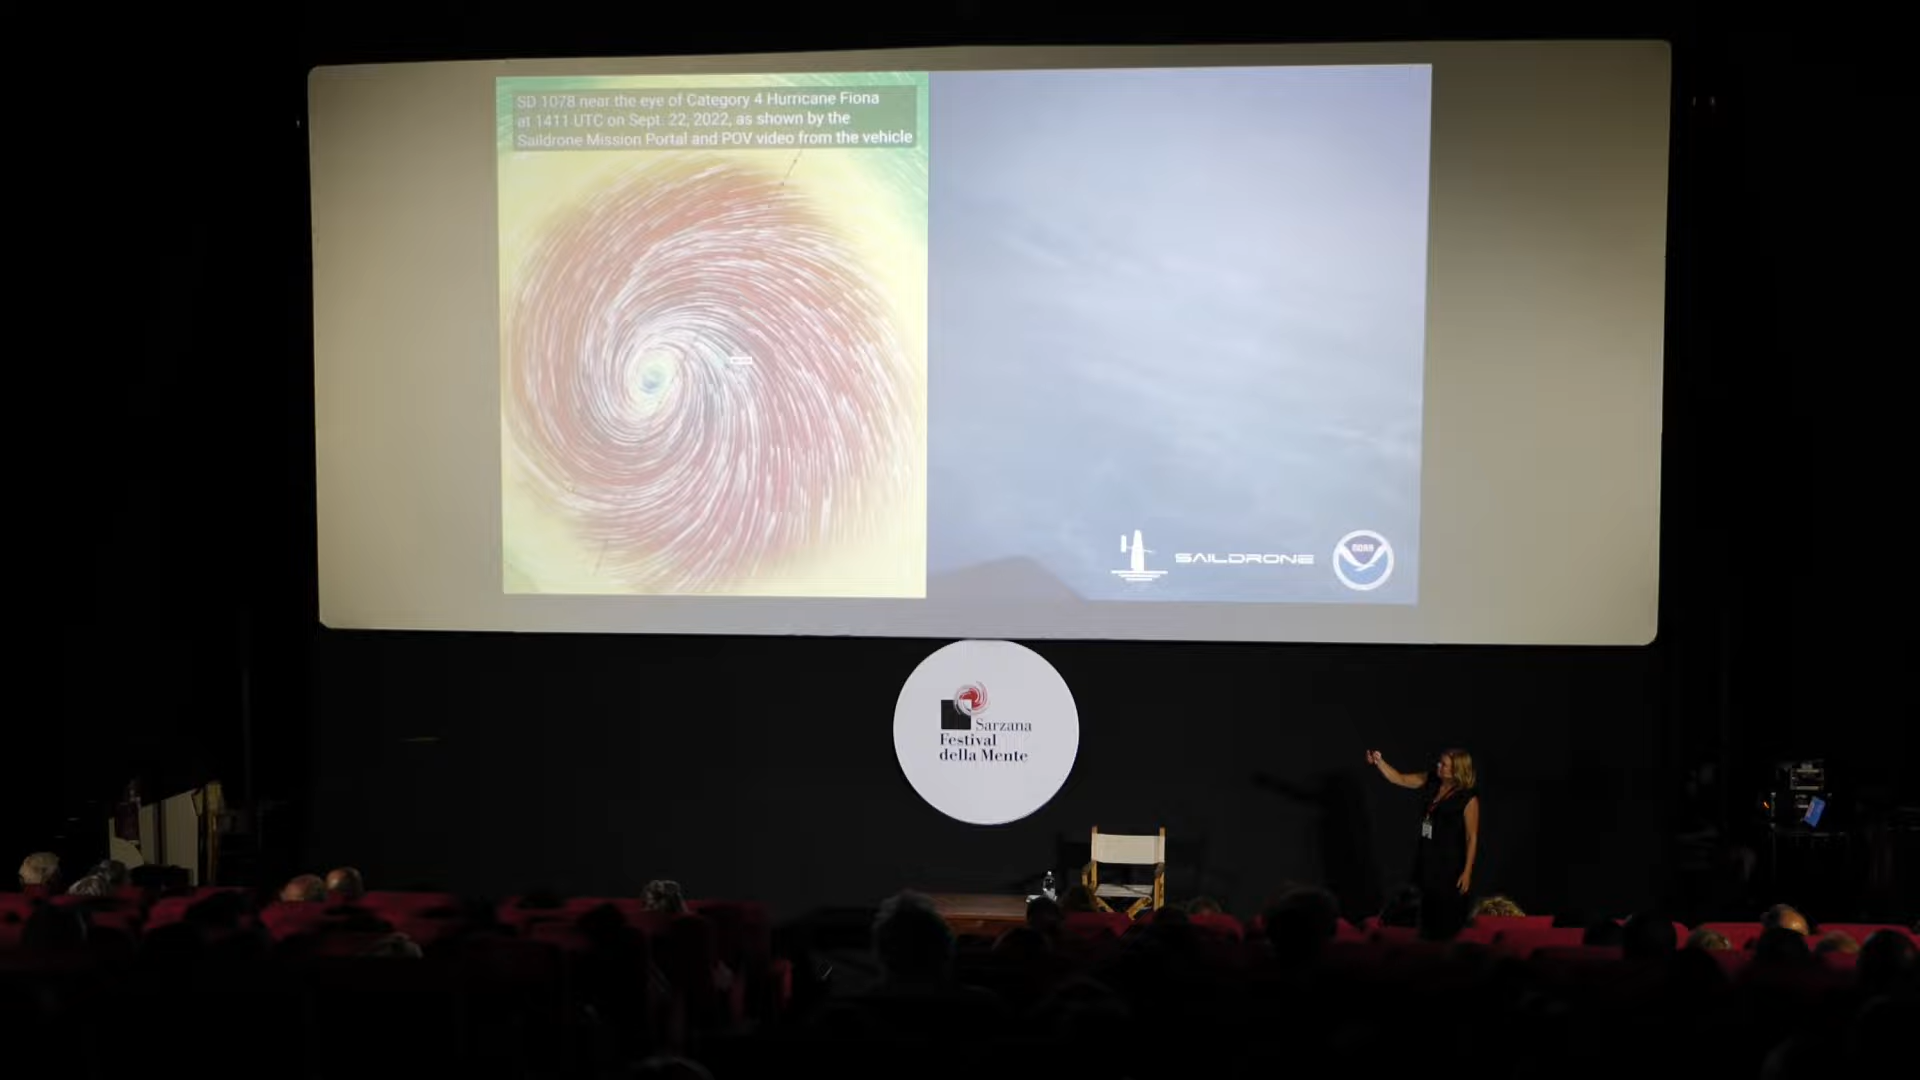 SD 1078 near the eye of Category 4 Hurricane Fiona
at 1411 UTC on Sept. 22, 2022, as shown by the
Saildrone Mission Portal and POV video from the vehicle
SAILDRONE
NOAA
Sarzana
Festival
della Mente